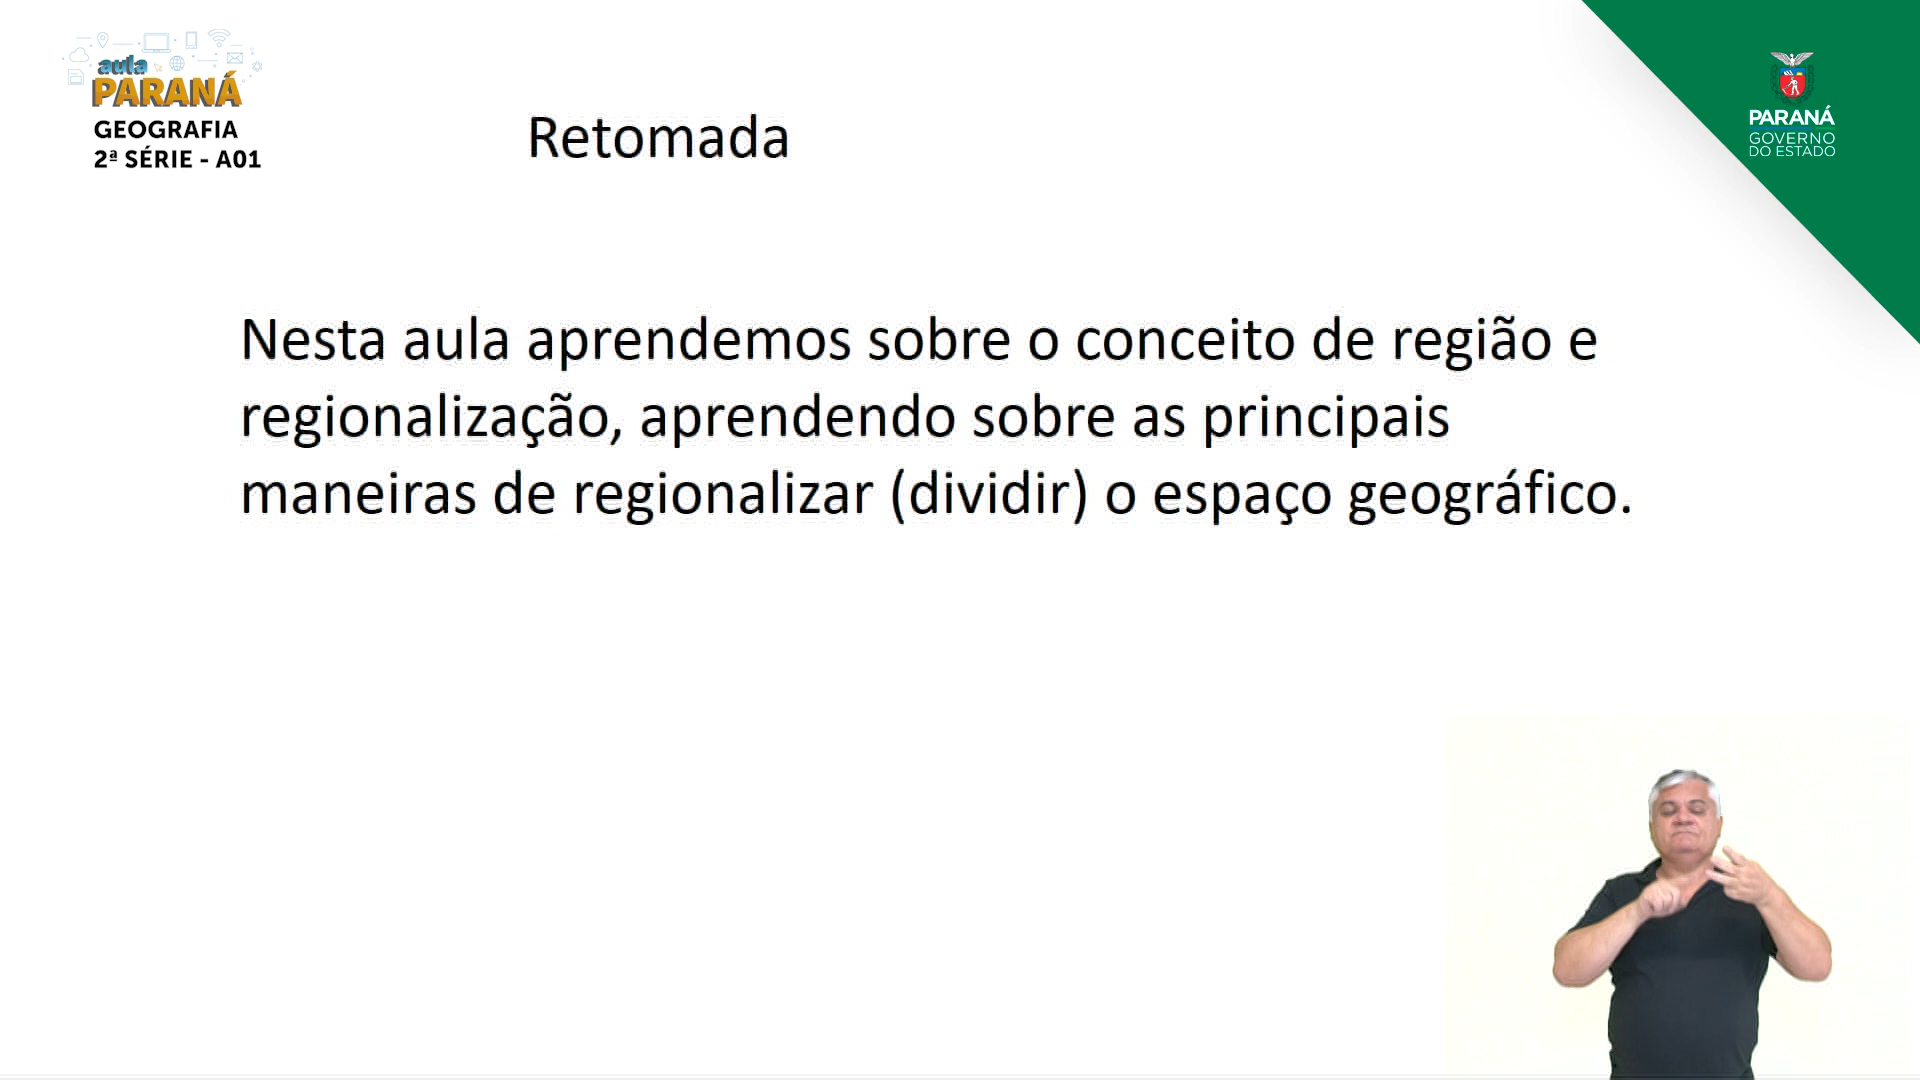 aula
PARANÁ
GEOGRAFIA
2ª SÉRIE - A01
Retomada
PARANÁ
GOVERNO
DO ESTADO
Nesta aula aprendemos sobre o conceito de região e
regionalização, aprendendo sobre as principais
maneiras de regionalizar (dividir) o espaço geográfico.